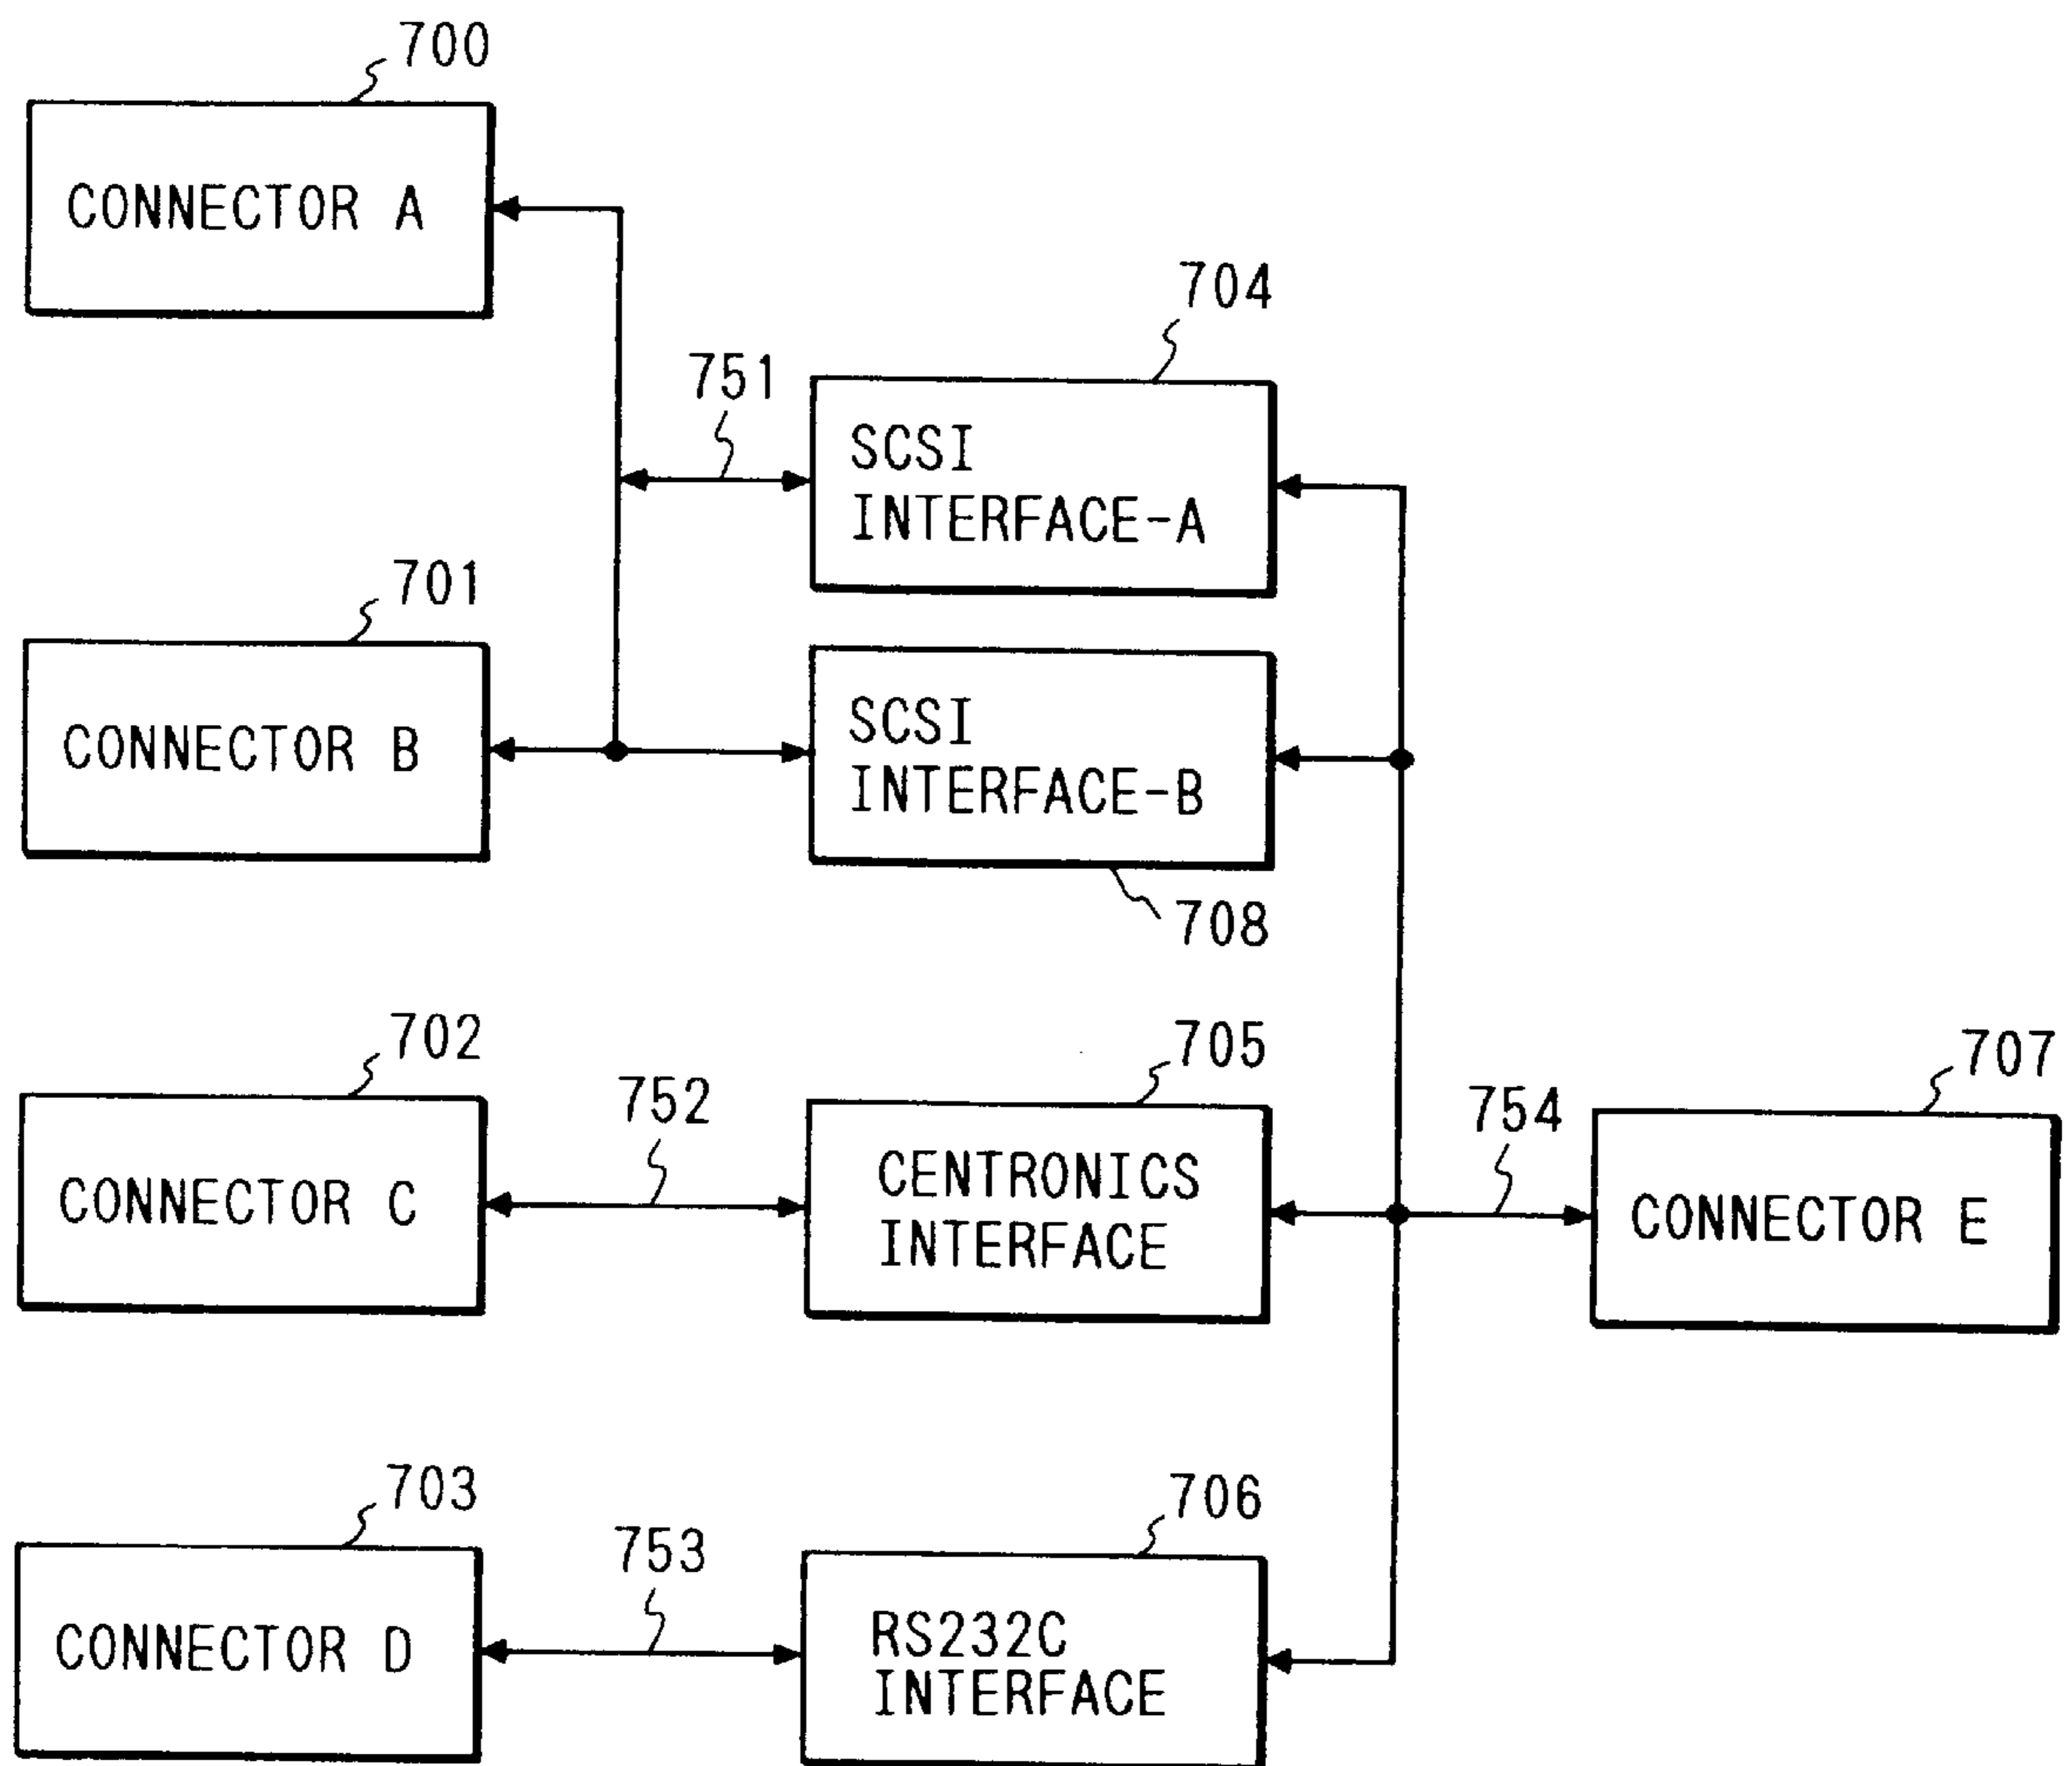 700
CONNECTOR A
704
751
SCSI
INTERFACE-A
701
CONNECTOR B
SCSI
INTERFACE-B
708
702
CONNECTOR C
752
705
CENTRONICS
INTERFACE
754
707
CONNECTOR E
703
CONNECTOR D
753
706
RS232C
INTERFACE